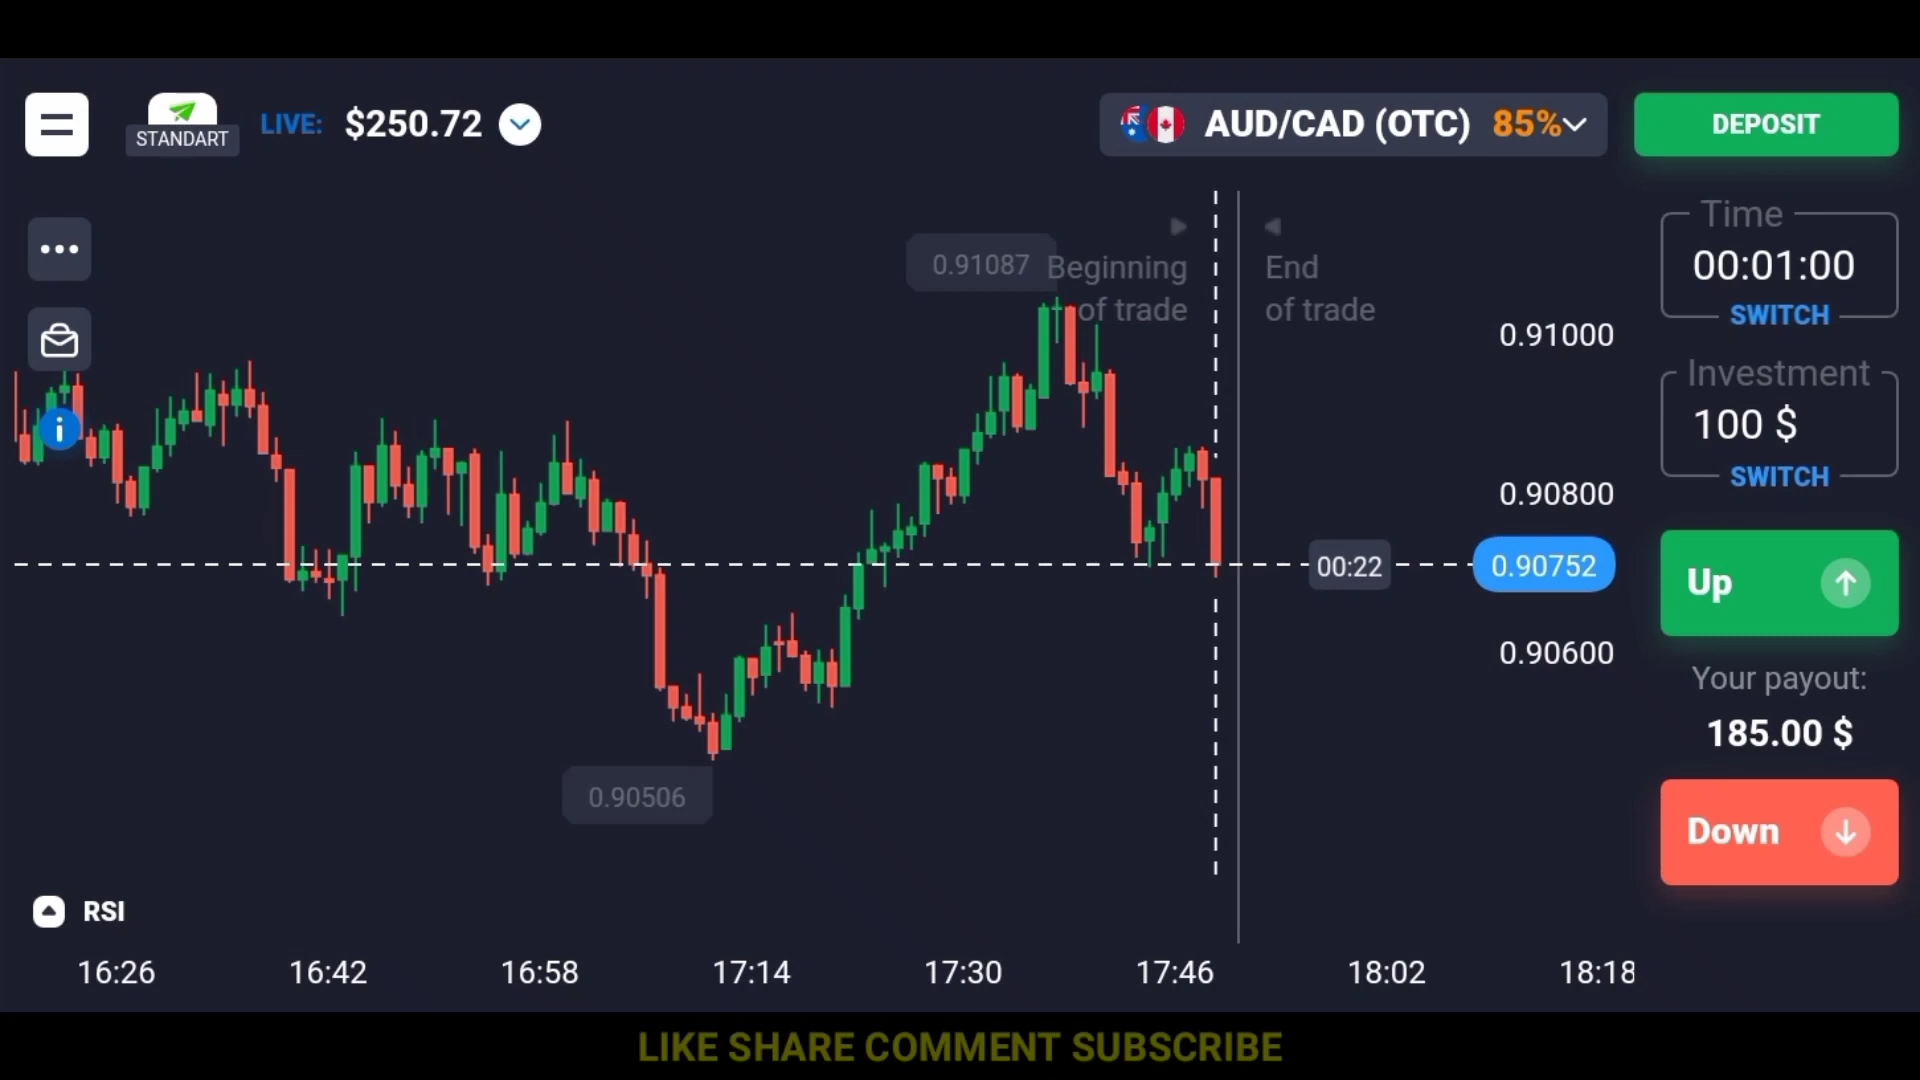 STANDART
LIVE: $250.72
AUD/CAD (OTC) 85%
DEPOSIT
Time
00:01:00
SWITCH
Investment
100 $
SWITCH
Up
Your payout:
185.00 $
Down
0.91087
Beginning
of trade
End
of trade
0.91000
0.90800
00:22
0.90752
0.90600
0.90506
RSI
16:26
16:42
16:58
17:14
17:30
17:46
18:02
18:18
LIKE SHARE COMMENT SUBSCRIBE